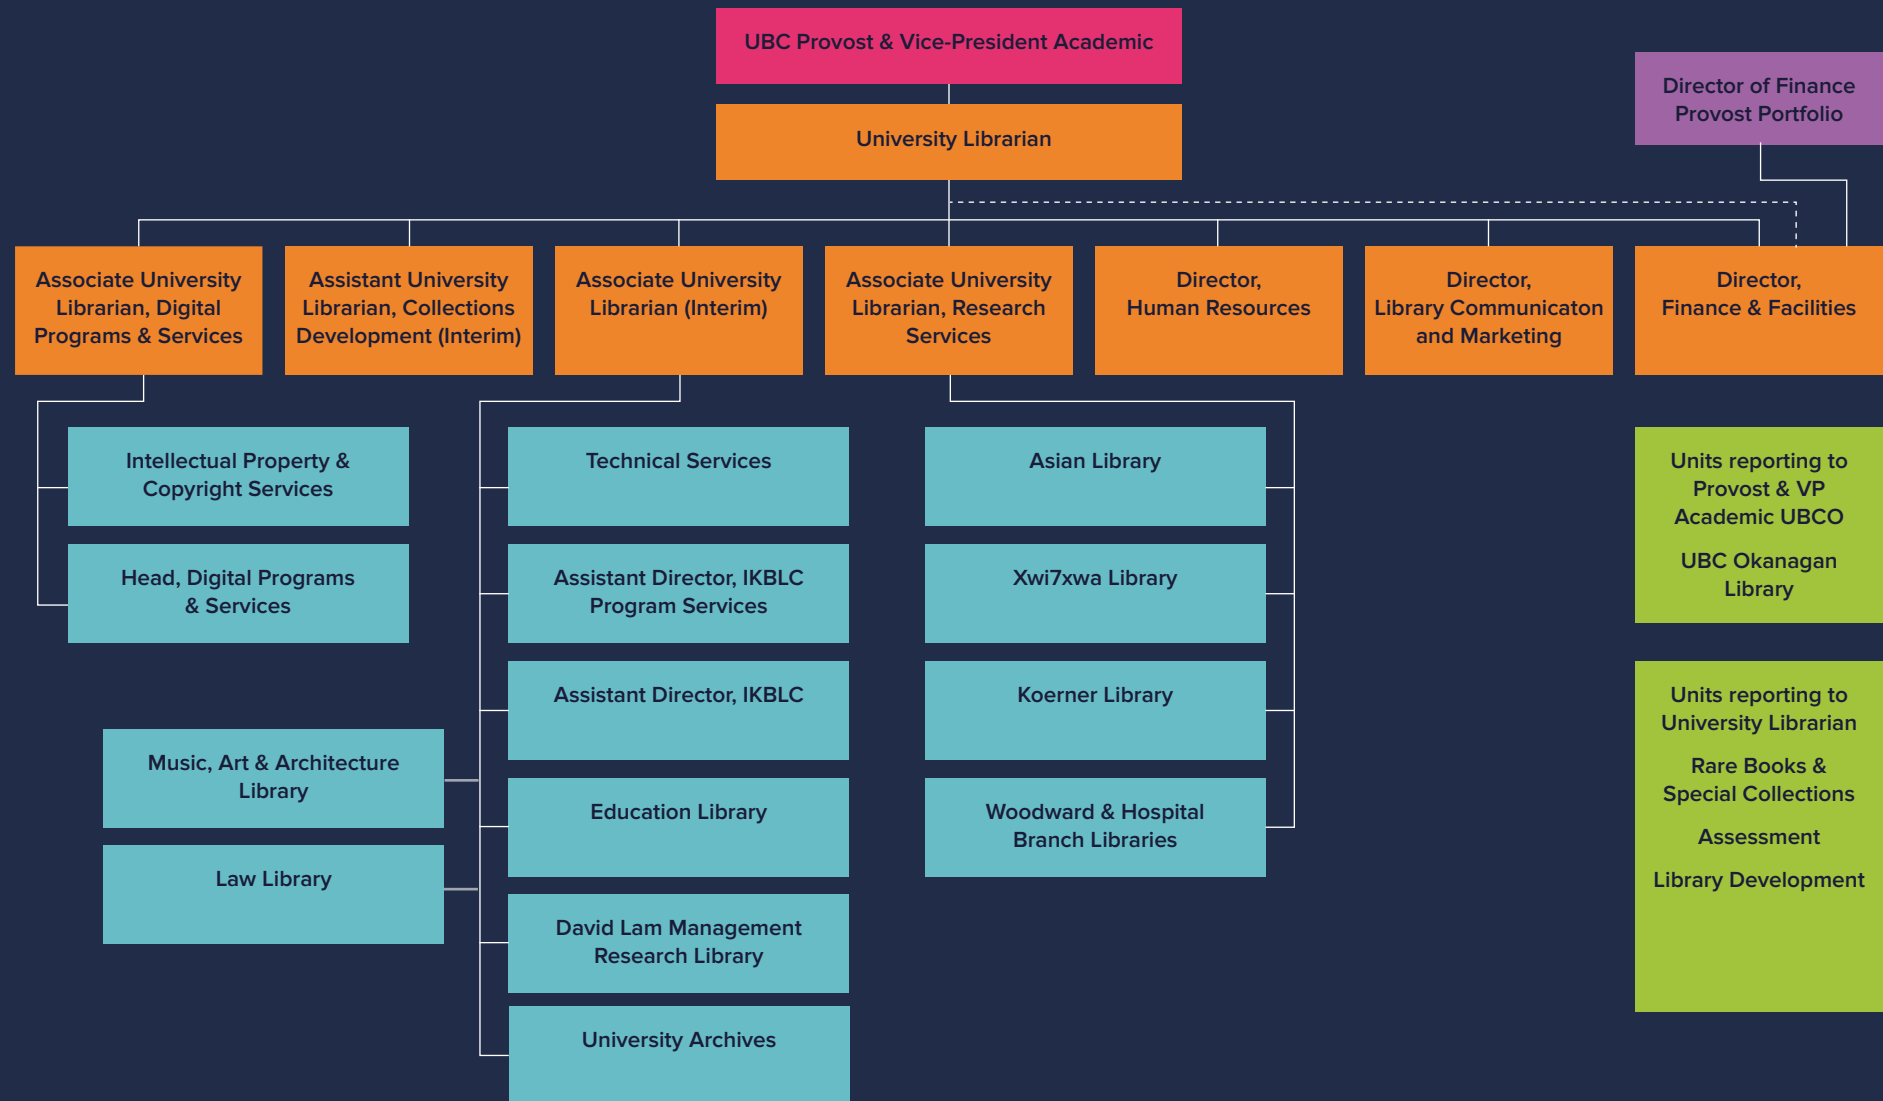 UBC Provost & Vice-President Academic
Director of Finance
Provost Portfolio
University Librarian
Associate University
Librarian, Digital
Programs & Services
Assistant University
Librarian, Collections
Development (Interim)
Associate University
Librarian (Interim)
Associate University
Librarian, Research
Services
Director,
Human Resources
Director,
Library Communicaton
and Marketing
Director,
Finance & Facilities
Intellectual Property &
Copyright Services
Head, Digital Programs
& Services
Music, Art & Architecture
Library
Law Library
Technical Services
Assistant Director, IKBLC
Program Services
Assistant Director, IKBLC
Education Library
David Lam Management
Research Library
University Archives
Asian Library
Xwi7xwa Library
Koerner Library
Woodward & Hospital
Branch Libraries
Units reporting to
Provost & VP
Academic UBCO
UBC Okanagan
Library
Units reporting to
University Librarian
Rare Books &
Special Collections
Assessment
Library Development